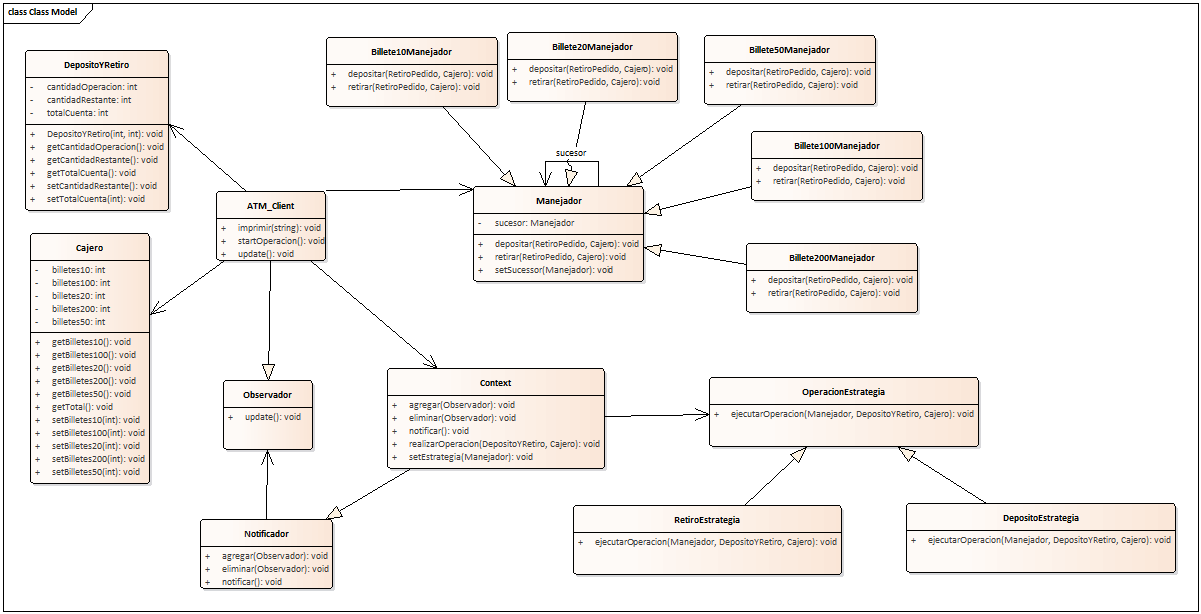 class Class Model
DepositoYRetiro
- cantidadOperacion: int
- cantidadRestante: int
- totalCuenta: int
+ DepositoYRetiro(int, int): void
+ getCantidadOperacion(): void
+ getCantidadRestante(): void
+ getTotalCuenta(): void
+ setCantidadRestante(): void
+ setTotalCuenta(int): void
Billete10Manejador
+ depositar(RetiroPedido, Cajero): void
+ retirar(RetiroPedido, Cajero): void
Billete20Manejador
+ depositar(RetiroPedido, Cajero): void
+ retirar(RetiroPedido, Cajero): void
Billete50Manejador
+ depositar(RetiroPedido, Cajero): void
+ retirar(RetiroPedido, Cajero): void
Billete100Manejador
+ depositar(RetiroPedido, Cajero): void
+ retirar(RetiroPedido, Cajero): void
sucesor
ATM_Client
+ imprimir(string): void
+ startOperacion(): void
+ update(): void
Manejador
- sucesor: Manejador
+ depositar(RetiroPedido, Cajero): void
+ retirar(RetiroPedido, Cajero): void
+ setSucessor(Manejador): void
Billete200Manejador
+ depositar(RetiroPedido, Cajero): void
+ retirar(RetiroPedido, Cajero): void
Cajero
- billetes10: int
- billetes100: int
- billetes20: int
- billetes200: int
- billetes50: int
+ getBilletes10(): void
+ getBilletes100(): void
+ getBilletes20(): void
+ getBilletes200(): void
+ getBilletes50(): void
+ getTotal(): void
+ setBilletes10(int): void
+ setBilletes100(int): void
+ setBilletes20(int): void
+ setBilletes200(int): void
+ setBilletes50(int): void
Observador
+ update(): void
Context
+ agregar(Observador): void
+ eliminar(Observador): void
+ notificar(): void
+ realizarOperacion(DepositoYRetiro, Cajero): void
+ setEstrategia(Manejador): void
OperacionEstrategia
+ ejecutarOperacion(Manejador, DepositoYRetiro, Cajero): void
Notificador
+ agregar(Observador): void
+ eliminar(Observador): void
+ notificar(): void
RetiroEstrategia
+ ejecutarOperacion(Manejador, DepositoYRetiro, Cajero): void
DepositoEstrategia
+ ejecutarOperacion(Manejador, DepositoYRetiro, Cajero): void